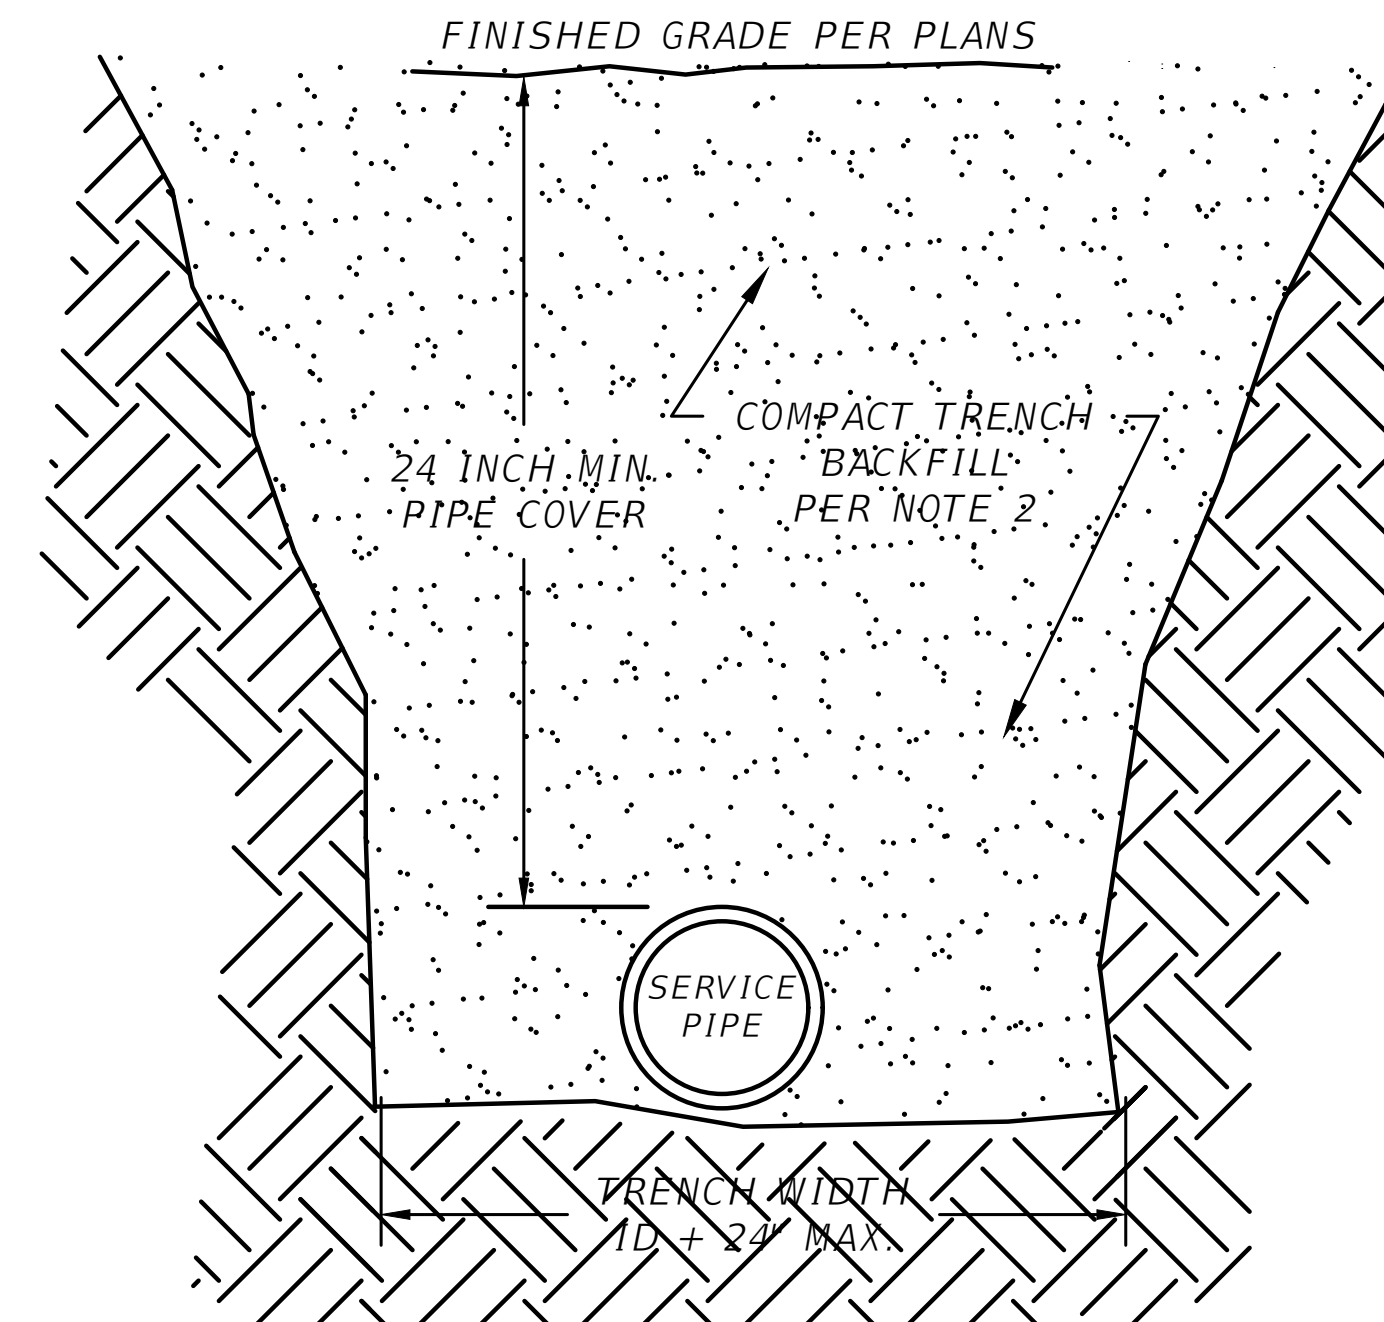 FINISHED GRADE PER PLANS
COMPACT TRENCH
BACKFILL
PER NOTE 2
24 INCH MIN.
PIPE COVER
SERVICE
PIPE
TRENCH WIDTH
ID + 24" MAX.